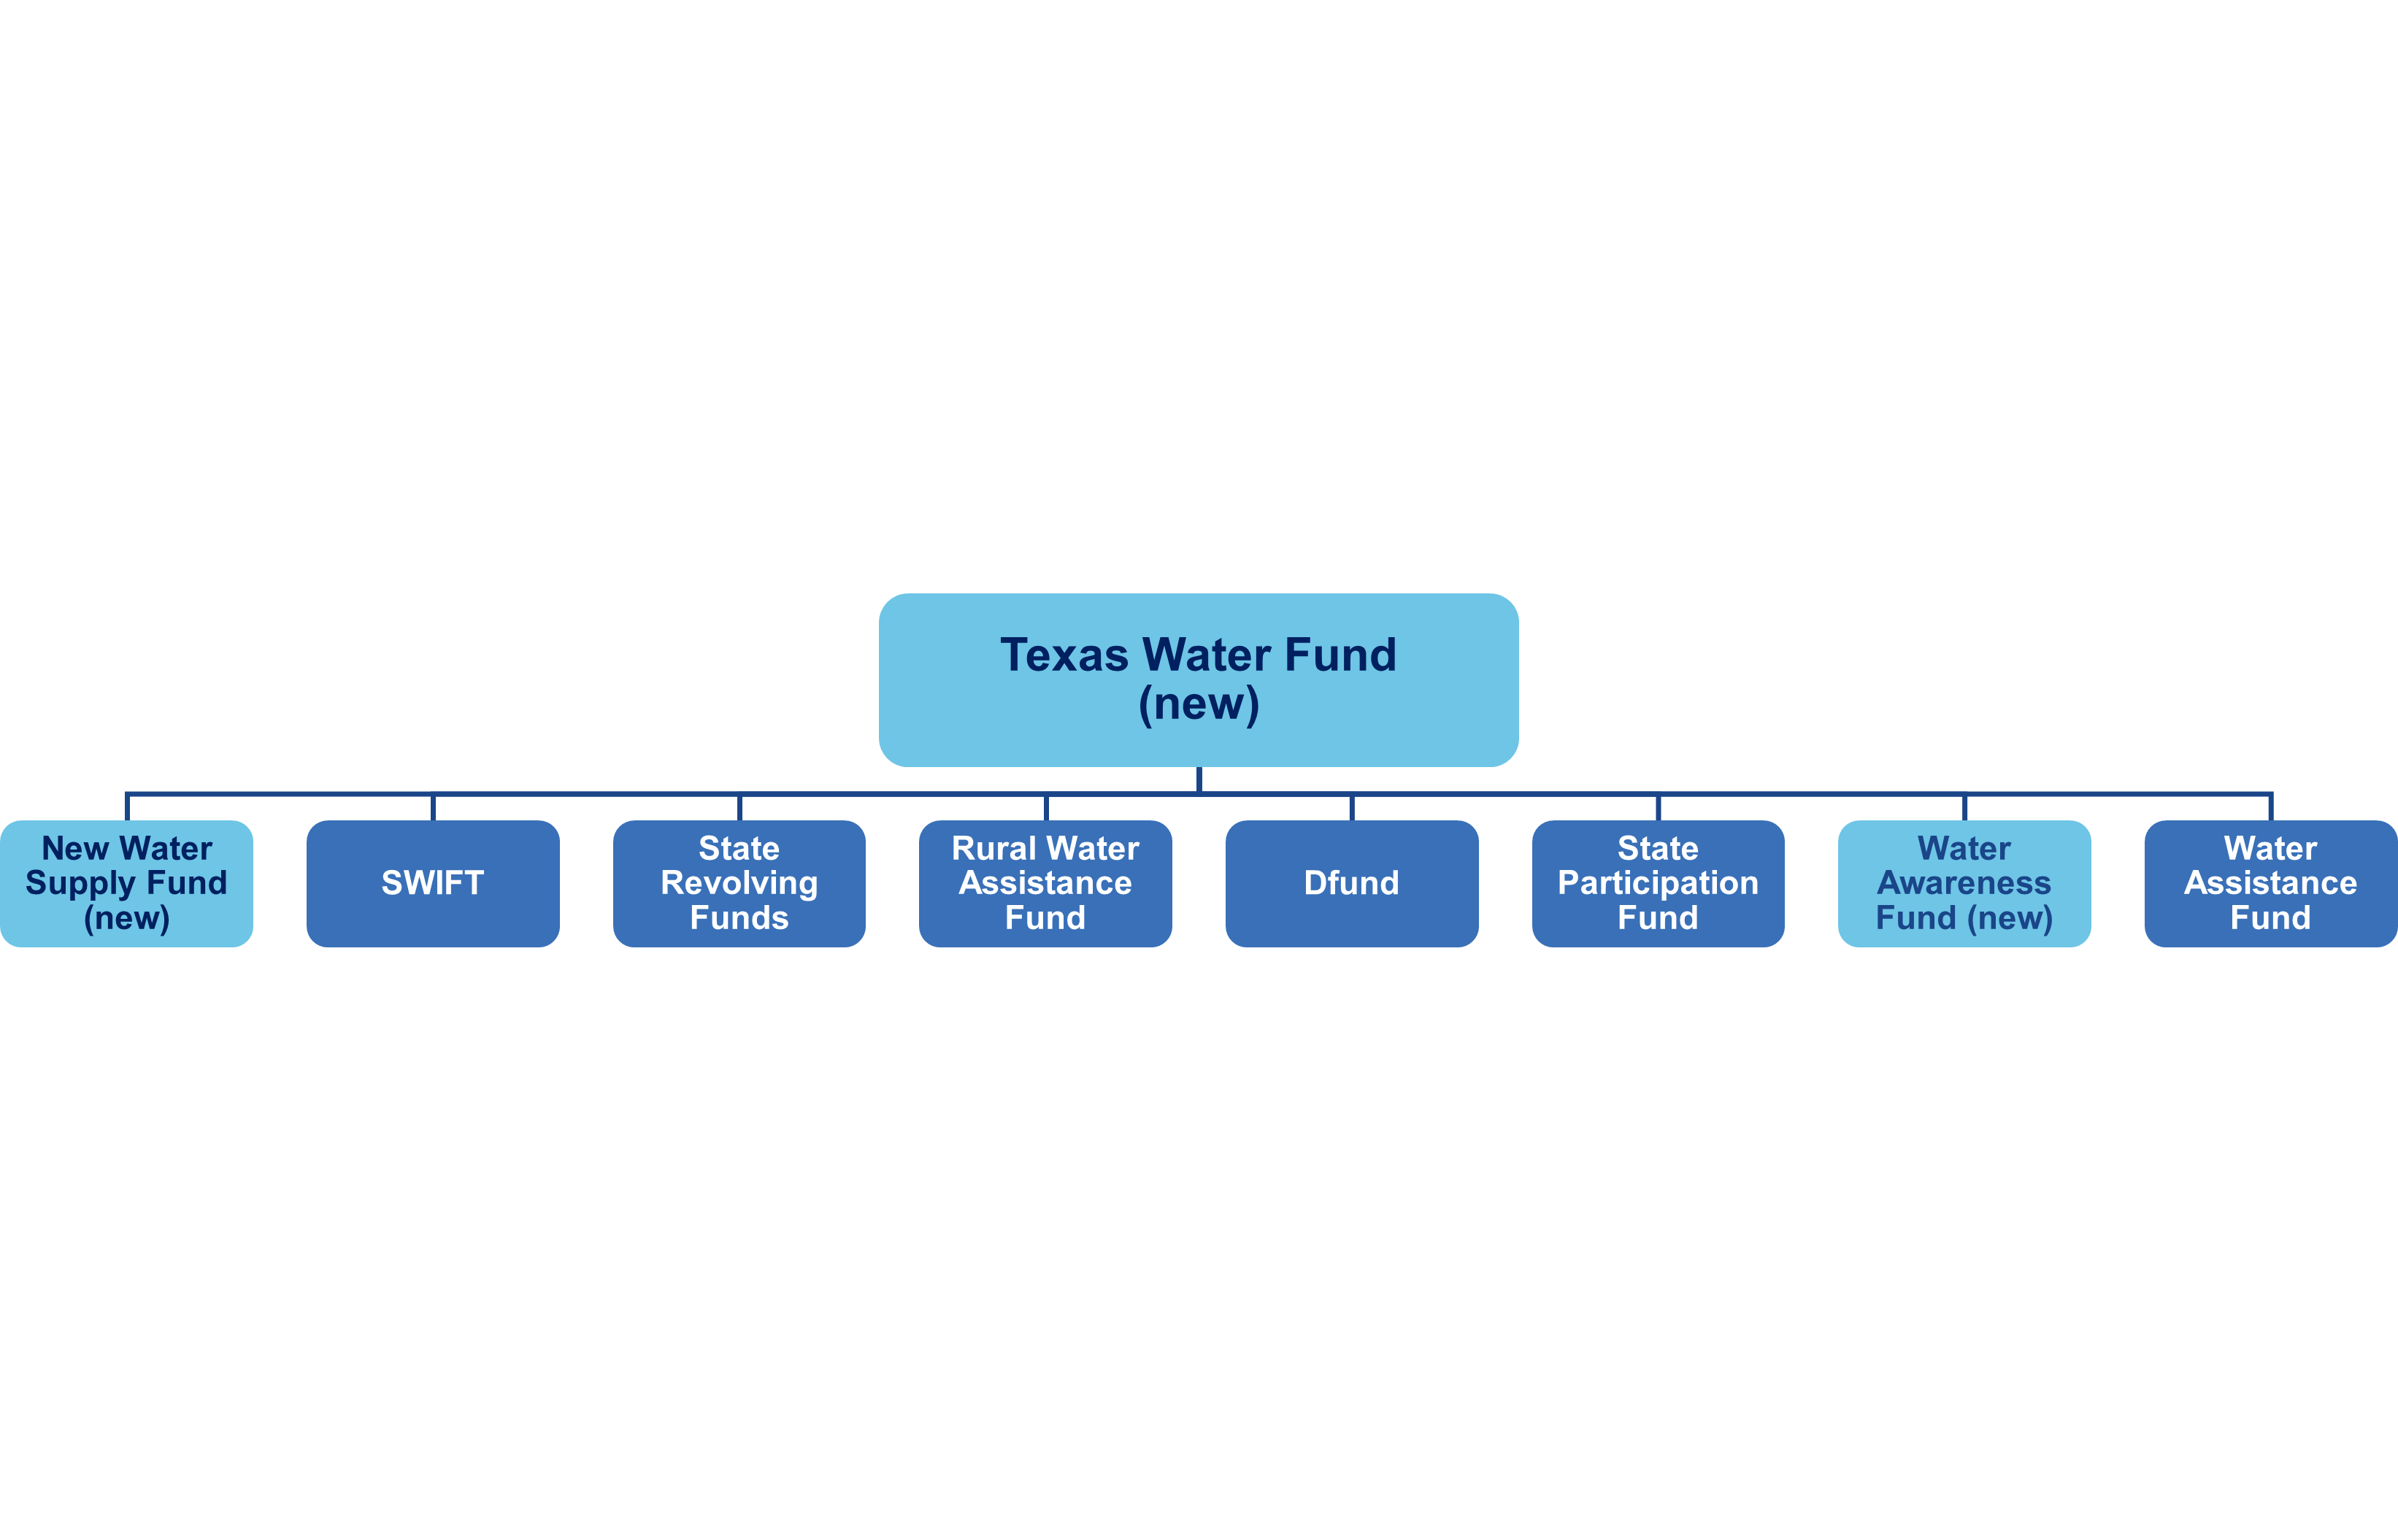 Texas Water Fund
(new)
New Water
Supply Fund
(new)
SWIFT
State
Revolving
Funds
Rural Water
Assistance
Fund
Dfund
State
Participation
Fund
Water
Awareness
Fund (new)
Water
Assistance
Fund